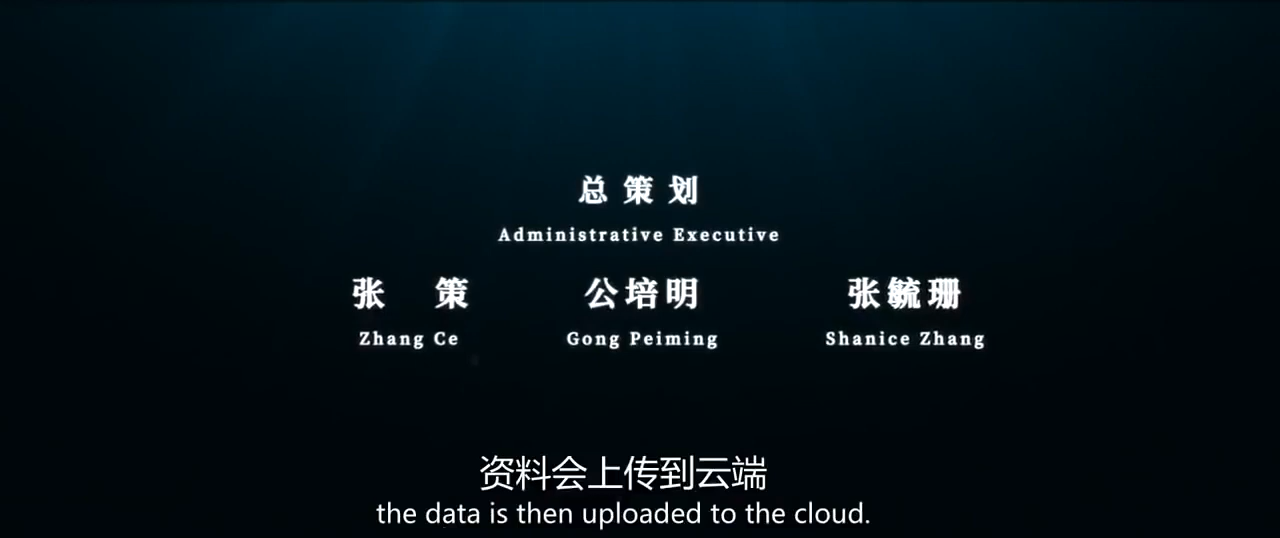 总策划
Administrative Executive
张 策 公培明 张毓珊
Zhang Ce Gong Peiming Shanice Zhang
资料会上传到云端
the data is then uploaded to the cloud.